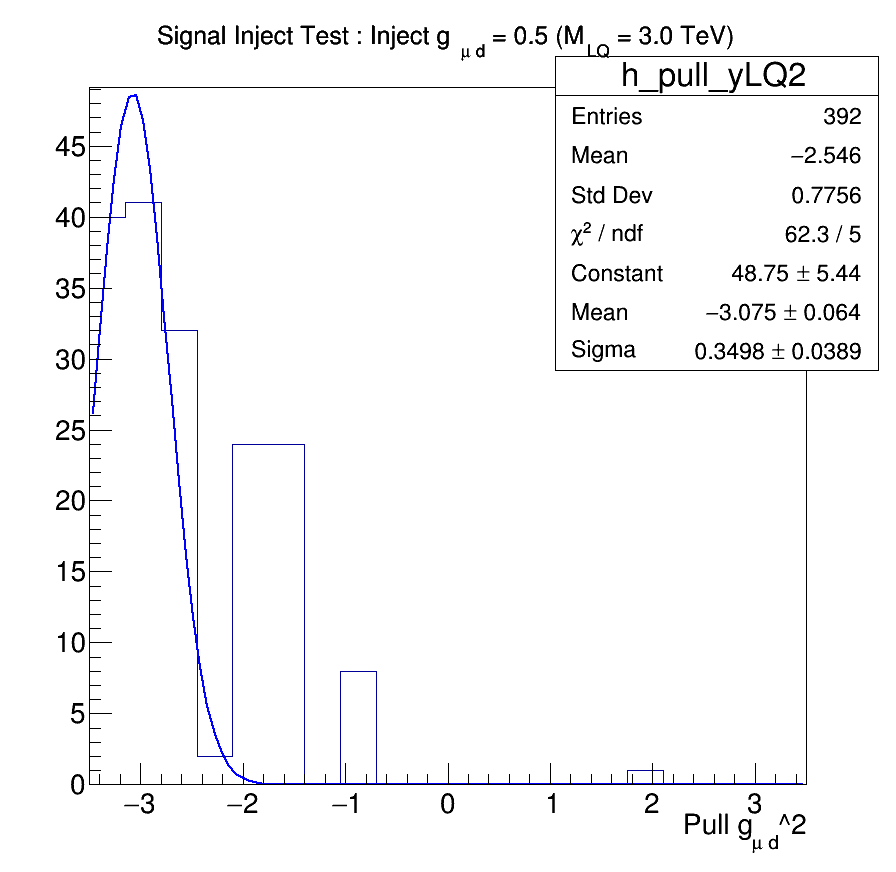 Signal Inject Test : Inject g μ d = 0.5 (M LQ = 3.0 TeV)
h_pull_yLQ2
Entries 392
Mean −2.546
Std Dev 0.7756
χ² / ndf 62.3 / 5
Constant 48.75 ± 5.44
Mean −3.075 ± 0.064
Sigma 0.3498 ± 0.0389
45
40
35
30
25
20
15
10
5
0
−3 −2 −1 0 1 2 3
Pull g μ d ^2